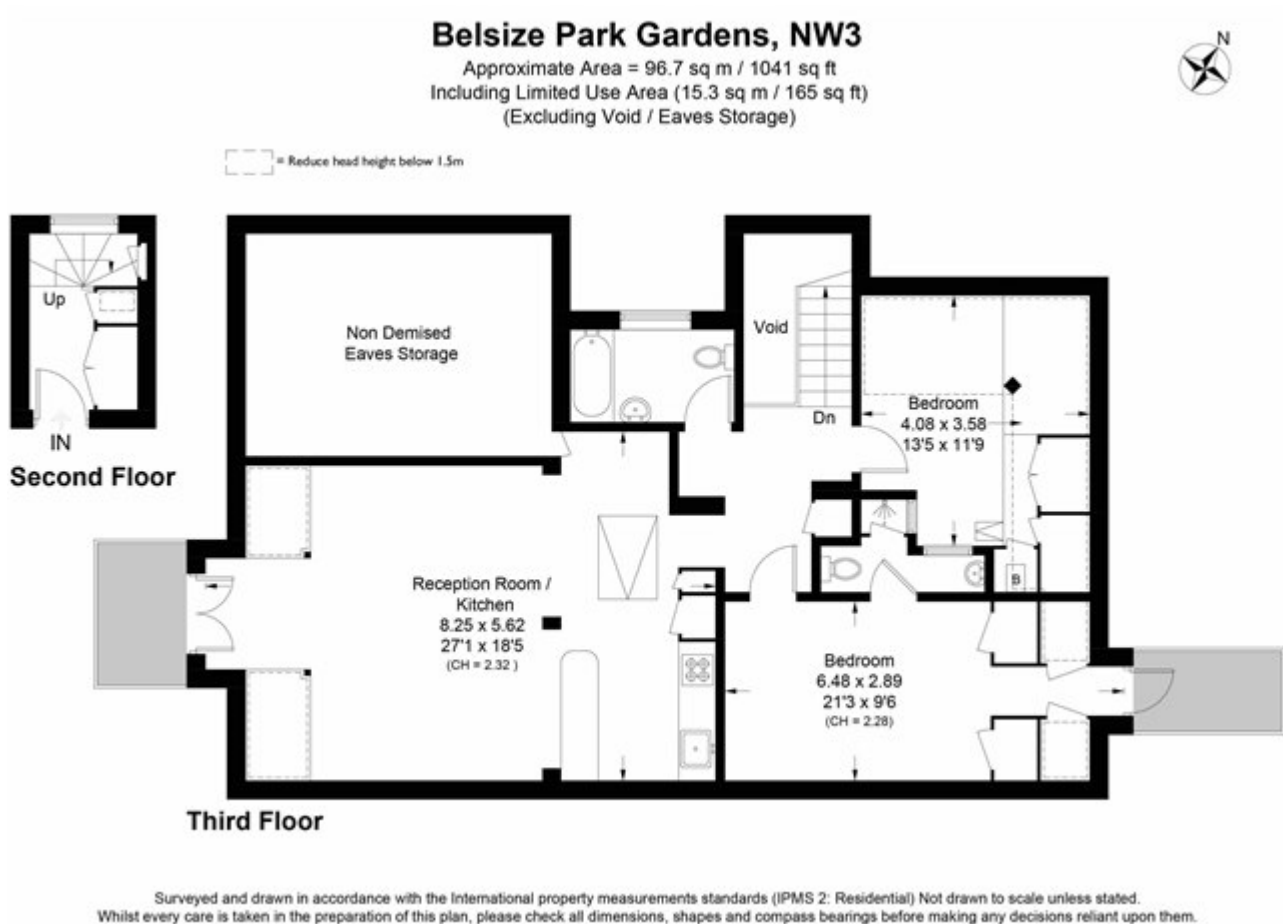 Belsize Park Gardens, NW3
Approximate Area = 96.7 sq m / 1041 sq ft
Including Limited Use Area (15.3 sq m / 165 sq ft)
(Excluding Void / Eaves Storage)
N
= Reduce head height below 1.5m
Up
IN
Second Floor
Non Demised
Eaves Storage
Void
Dn
Bedroom
4.08 x 3.58
13'5 x 11'9
B
Reception Room /
Kitchen
8.25 x 5.62
27'1 x 18'5
(CH = 2.32 )
Bedroom
6.48 x 2.89
21'3 x 9'6
(CH = 2.28)
Third Floor
Surveyed and drawn in accordance with the International property measurements standards (IPMS 2: Residential) Not drawn to scale unless stated.
Whilst every care is taken in the preparation of this plan, please check all dimensions, shapes and compass bearings before making any decisions reliant upon them.